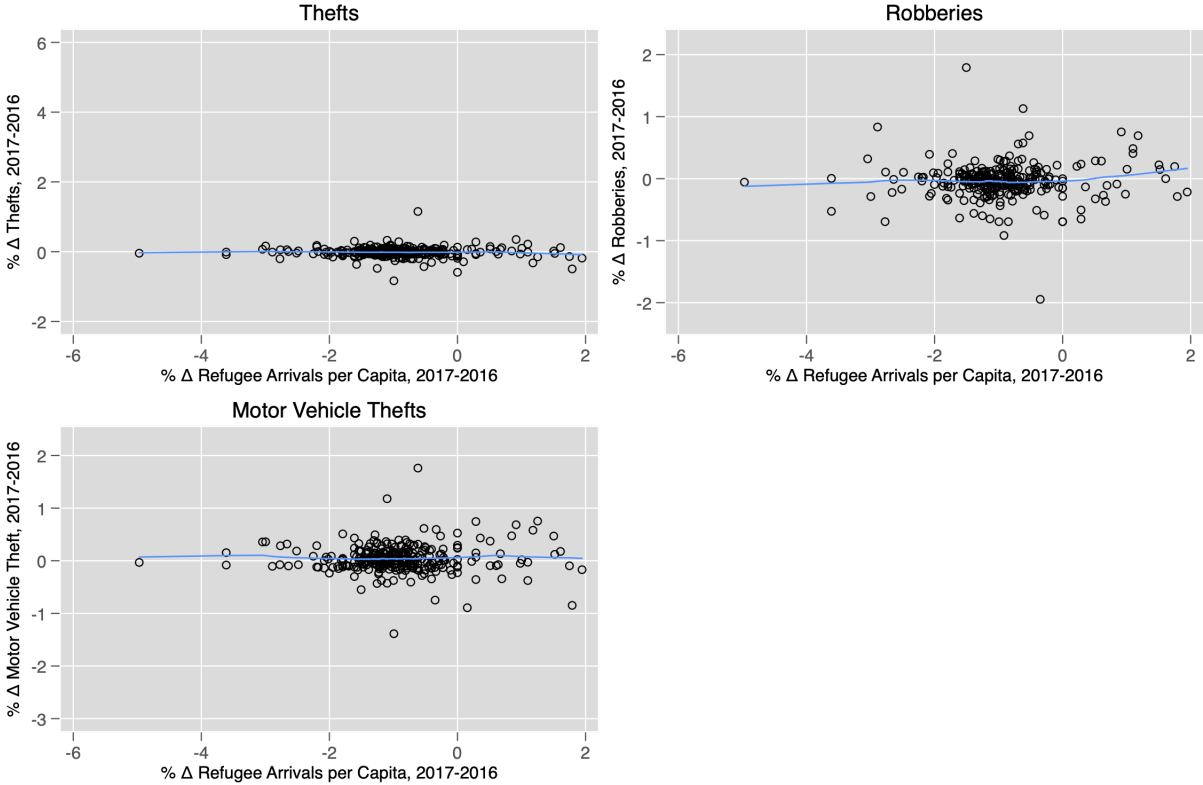 Thefts
% Δ Thefts, 2017-2016
6
4
2
0
-2
-6 -4 -2 0 2
% Δ Refugee Arrivals per Capita, 2017-2016
Robberies
% Δ Robberies, 2017-2016
2
1
0
-1
-2
-6 -4 -2 0 2
% Δ Refugee Arrivals per Capita, 2017-2016
Motor Vehicle Thefts
% Δ Motor Vehicle Theft, 2017-2016
2
1
0
-1
-2
-3
-6 -4 -2 0 2
% Δ Refugee Arrivals per Capita, 2017-2016